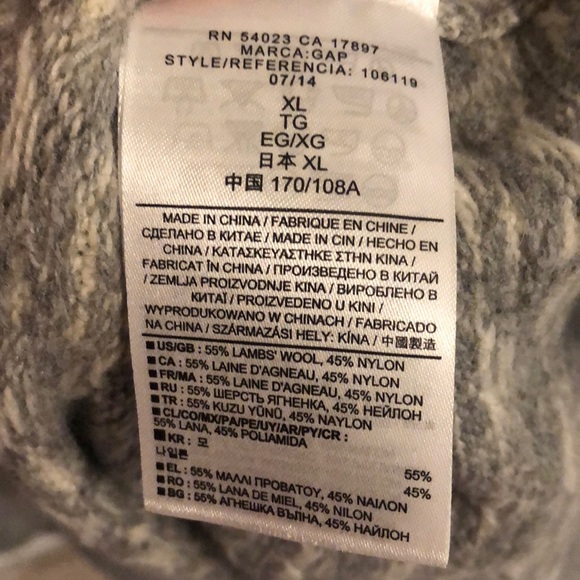 RN 54023 CA 17897
MARCA:GAP
STYLE/REFERENCIA: 106119
07/14
XL
TG
EG/XG
日本 XL
中国 170/108A
MADE IN CHINA / FABRIQUE EN CHINE /
СДЕЛАНО В КИТАЕ / MADE IN CIN / HECHO EN
CHINA / ΚΑΤΑΣΚΕΥΑΣΤΗΚΕ ΣΤΗΝ ΚΙΝΑ /
FABRICAT ÎN CHINA / ПРОИЗВЕДЕНО В КИТАЙ
/ ZEMLJA PROIZVODNJE KINA / ВИРОБЛЕНО В
КИТАЇ / PROIZVEDENO U KINI /
WYPRODUKOWANO W CHINACH / FABRICADO
NA CHINA / SZÁRMAZÁSI HELY: KÍNA / 中國製造
■ US/GB : 55% LAMBS' WOOL, 45% NYLON
■ CA : 55% LAINE D'AGNEAU, 45% NYLON
■ FR/MA : 55% LAINE D'AGNEAU, 45% NYLON
■ RU : 55% ШЕРСТЬ ЯГНЕНКА, 45% НЕЙЛОН
■ TR : 55% KUZU YÜNÜ, 45% NAYLON
■ CL/CO/MX/PA/PE/UY/AR/PY/CR :
55% LANA, 45% POLIAMIDA
■ KR : 모 55%
나일론 45%
■ EL : 55% ΜΑΛΛΙ ΠΡΟΒΑΤΟΥ, 45% ΝΑΙΛΟΝ
■ RO : 55% LANA DE MIEL, 45% NILON
■ BG : 55% АГНЕШКА ВЪЛНА, 45% НАЙЛОН